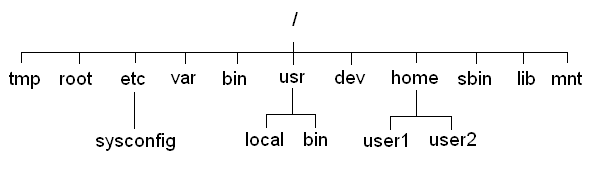 /
tmp root etc var bin usr dev home sbin lib mnt
sysconfig local bin user1 user2